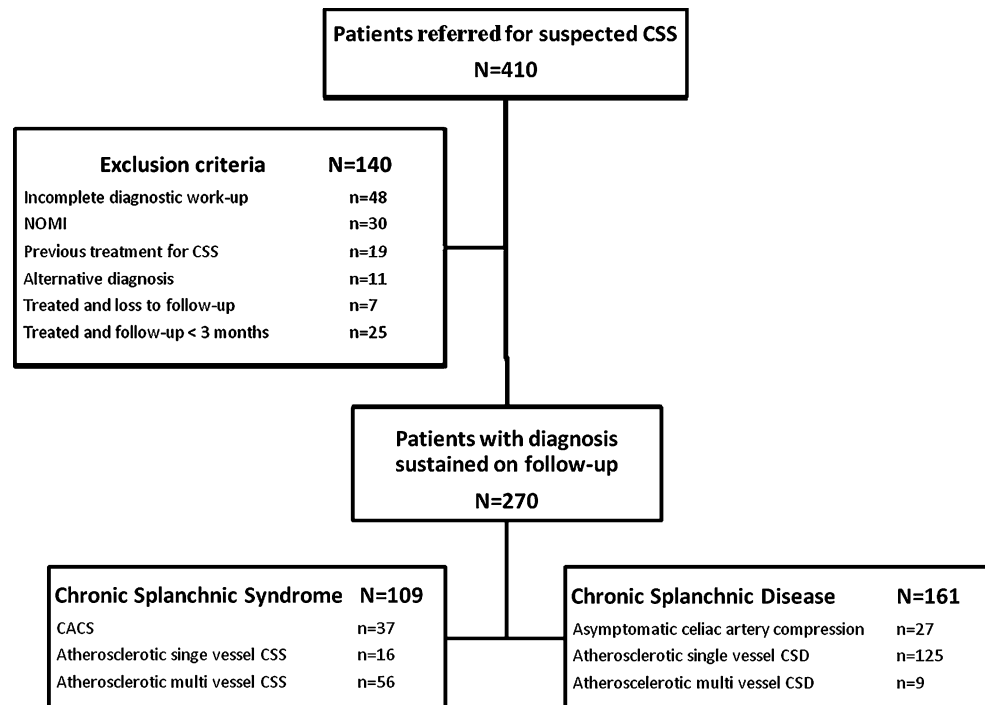 Patients referred for suspected CSS
N=410
Exclusion criteria N=140
Incomplete diagnostic work-up n=48
NOMI n=30
Previous treatment for CSS n=19
Alternative diagnosis n=11
Treated and loss to follow-up n=7
Treated and follow-up < 3 months n=25
Patients with diagnosis
sustained on follow-up
N=270
Chronic Splanchnic Syndrome N=109
CACS n=37
Atherosclerotic singe vessel CSS n=16
Atherosclerotic multi vessel CSS n=56
Chronic Splanchnic Disease N=161
Asymptomatic celiac artery compression n=27
Atherosclerotic single vessel CSD n=125
Atheroscelerotic multi vessel CSD n=9